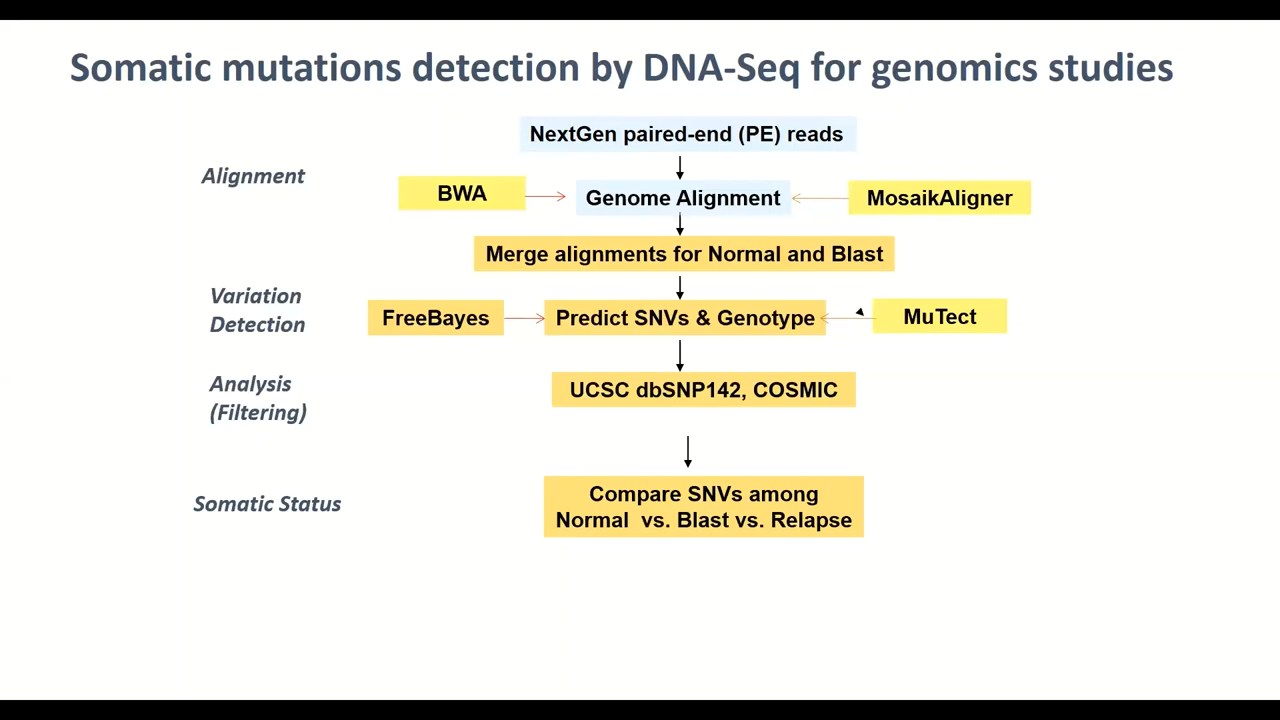 Somatic mutations detection by DNA-Seq for genomics studies
NextGen paired-end (PE) reads
Alignment
BWA
Genome Alignment
MosaikAligner
Merge alignments for Normal and Blast
Variation
Detection
FreeBayes
Predict SNVs & Genotype
MuTect
Analysis
(Filtering)
UCSC dbSNP142, COSMIC
Somatic Status
Compare SNVs among
Normal vs. Blast vs. Relapse